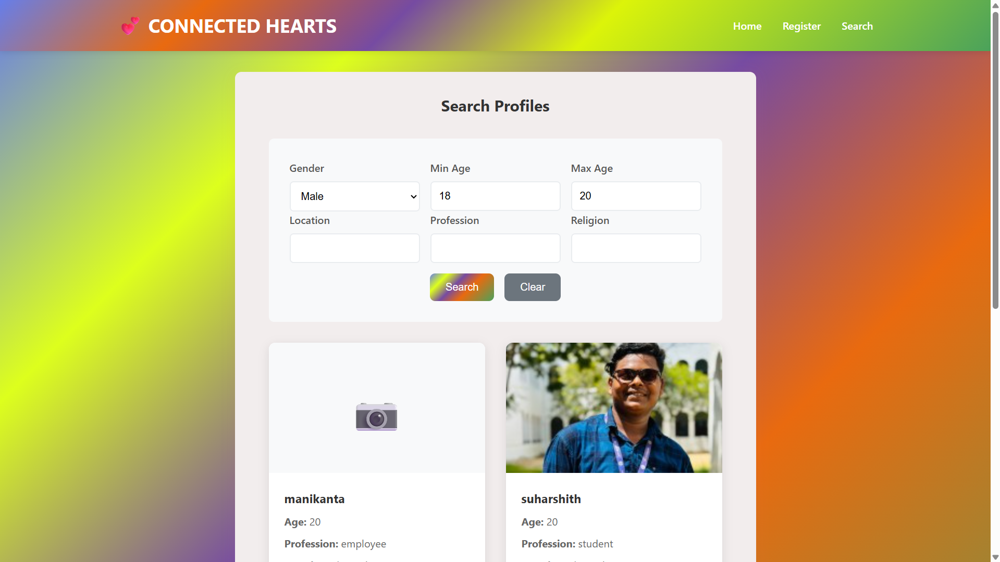 CONNECTED HEARTS
Home Register Search
Search Profiles
Gender Min Age Max Age
Male 18 20
Location Profession Religion
Search Clear
manikanta
Age: 20
Profession: employee
suharshith
Age: 20
Profession: student